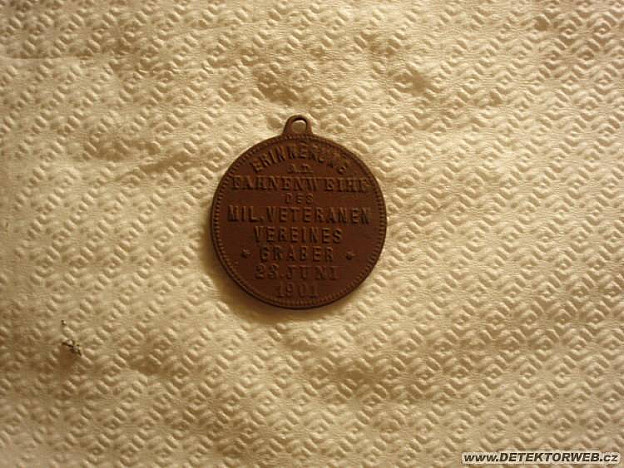 ERINNERUNG
A.D.
FAHNENWEIHE
DES
MIL. VETERANEN
VEREINES
GRABER
23. JUNI
1901
www.DETEKTORWEB.cz